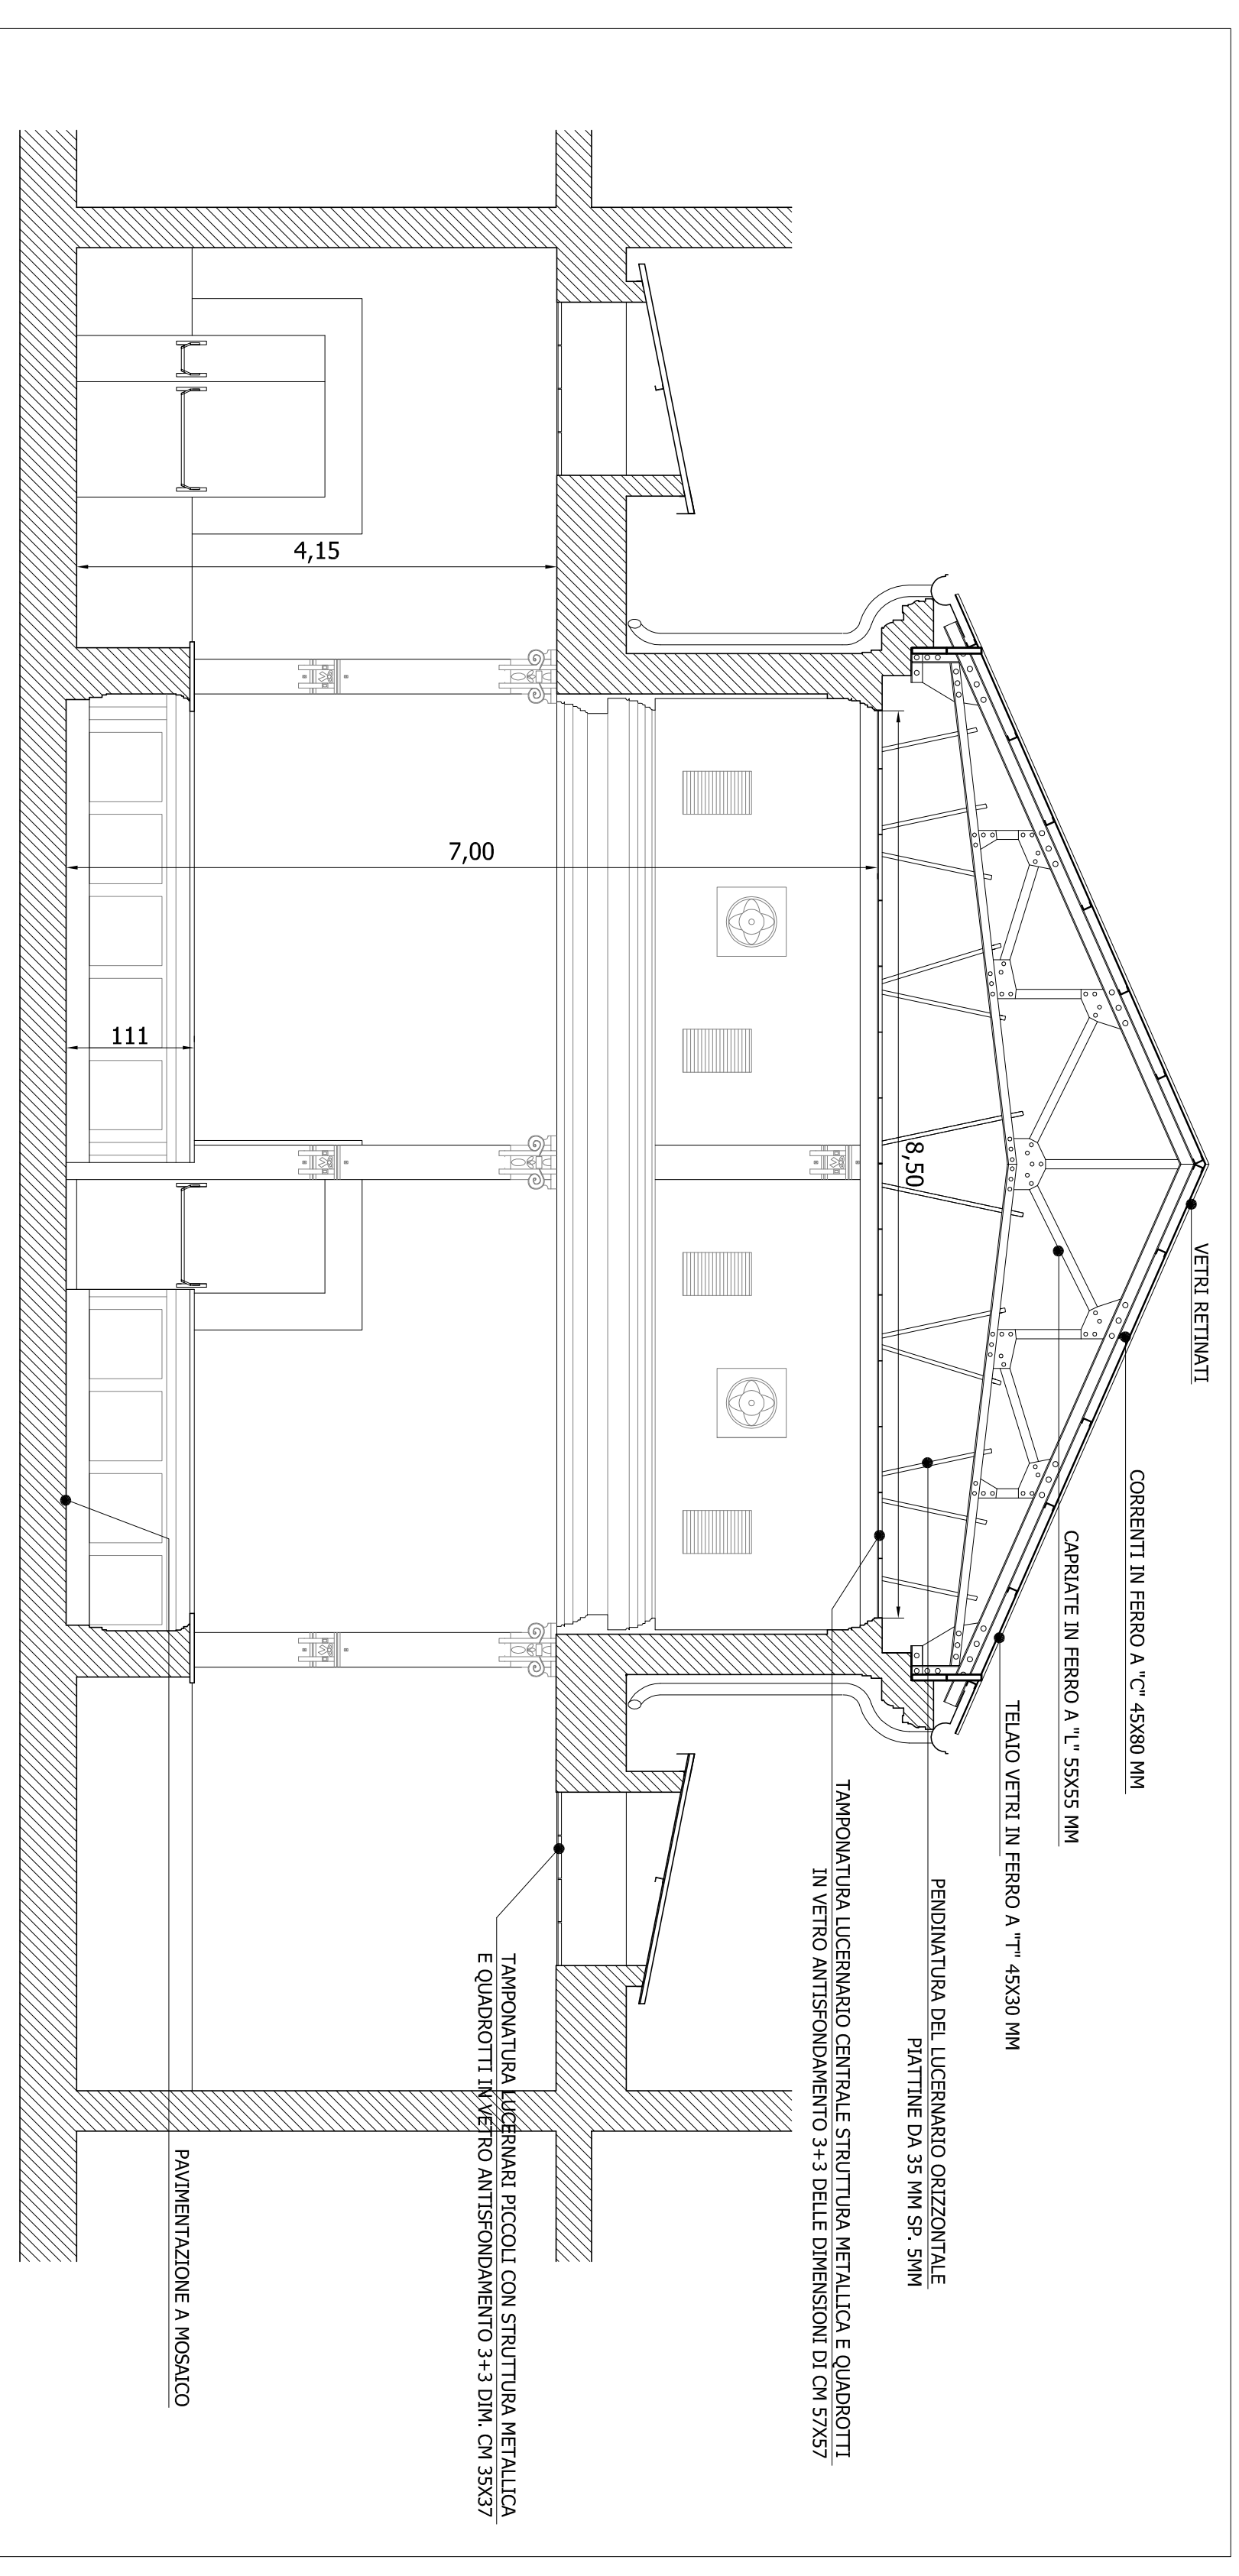 VETRI RETINATI
CORRENTI IN FERRO A "C" 45X80 MM
CAPRIATE IN FERRO A "L" 55X55 MM
TELAIO VETRI IN FERRO A "T" 45X30 MM
PENDINATURA DEL LUCERNARIO ORIZZONTALE
PIATTINE DA 35 MM SP. 5MM
8,50
TAMPONATURA LUCERNARIO CENTRALE STRUTTURA METALLICA E QUADROTTI
IN VETRO ANTISFONDAMENTO 3+3 DELLE DIMENSIONI DI CM 57X57
TAMPONATURA LUCERNARI PICCOLI CON STRUTTURA METALLICA
E QUADROTTI IN VETRO ANTISFONDAMENTO 3+3 DIM. CM 35X37
4,15
7,00
111
PAVIMENTAZIONE A MOSAICO